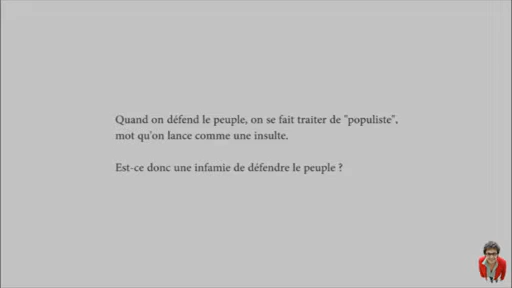 Quand on défend le peuple, on se fait traiter de "populiste",
mot qu'on lance comme une insulte.
Est-ce donc une infamie de défendre le peuple ?